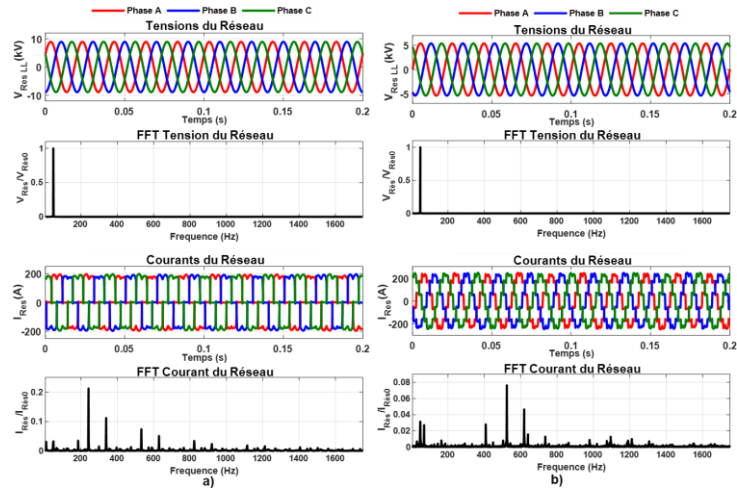 Phase A Phase B Phase C
Tensions du Réseau
V Res LL (kV)
10
0
-10
0 0.05 0.1 0.15 0.2
Temps (s)
FFT Tension du Réseau
V Rés/V Rés0
1
0.5
0
200 400 600 800 1000 1200 1400 1600
Frequence (Hz)
Courants du Réseau
I Res(A)
200
0
-200
0 0.05 0.1 0.15 0.2
Temps (s)
FFT Courant du Réseau
I Rés/I Rés0
0.2
0.1
0
200 400 600 800 1000 1200 1400 1600
Frequence (Hz)
a)
Phase A Phase B Phase C
Tensions du Réseau
V Res LL (kV)
5
0
-5
0 0.05 0.1 0.15 0.2
Temps (s)
FFT Tension du Réseau
V Rés/V Rés0
1
0.5
0
200 400 600 800 1000 1200 1400 1600
Frequence (Hz)
Courants du Réseau
I Res(A)
200
0
-200
0 0.05 0.1 0.15 0.2
Temps (s)
FFT Courant du Réseau
I Rés/I Rés0
0.08
0.06
0.04
0.02
0
200 400 600 800 1000 1200 1400 1600
Frequence (Hz)
b)